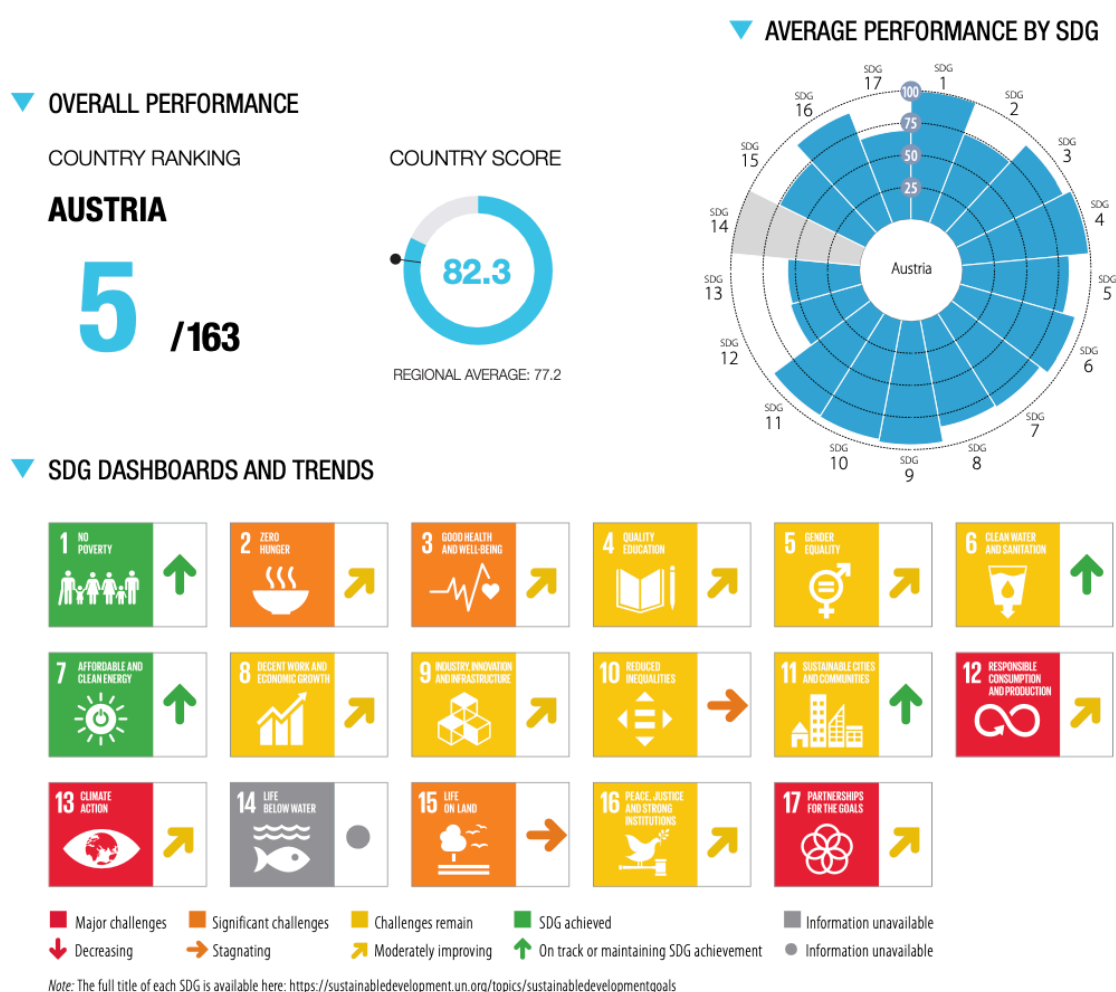 AVERAGE PERFORMANCE BY SDG
OVERALL PERFORMANCE
COUNTRY RANKING
AUSTRIA
5 /163
COUNTRY SCORE
82.3
REGIONAL AVERAGE: 77.2
100
75
50
25
Austria
SDG 1
SDG 2
SDG 3
SDG 4
SDG 5
SDG 6
SDG 7
SDG 8
SDG 9
SDG 10
SDG 11
SDG 12
SDG 13
SDG 14
SDG 15
SDG 16
SDG 17
SDG DASHBOARDS AND TRENDS
1 NO
POVERTY
2 ZERO
HUNGER
3 GOOD HEALTH
AND WELL-BEING
4 QUALITY
EDUCATION
5 GENDER
EQUALITY
6 CLEAN WATER
AND SANITATION
7 AFFORDABLE AND
CLEAN ENERGY
8 DECENT WORK AND
ECONOMIC GROWTH
9 INDUSTRY, INNOVATION
AND INFRASTRUCTURE
10 REDUCED
INEQUALITIES
11 SUSTAINABLE CITIES
AND COMMUNITIES
12 RESPONSIBLE
CONSUMPTION
AND PRODUCTION
13 CLIMATE
ACTION
14 LIFE
BELOW WATER
15 LIFE
ON LAND
16 PEACE, JUSTICE
AND STRONG
INSTITUTIONS
17 PARTNERSHIPS
FOR THE GOALS
Major challenges
Significant challenges
Challenges remain
SDG achieved
Information unavailable
Decreasing
Stagnating
Moderately improving
On track or maintaining SDG achievement
Information unavailable
Note: The full title of each SDG is available here: https://sustainabledevelopment.un.org/topics/sustainabledevelopmentgoals